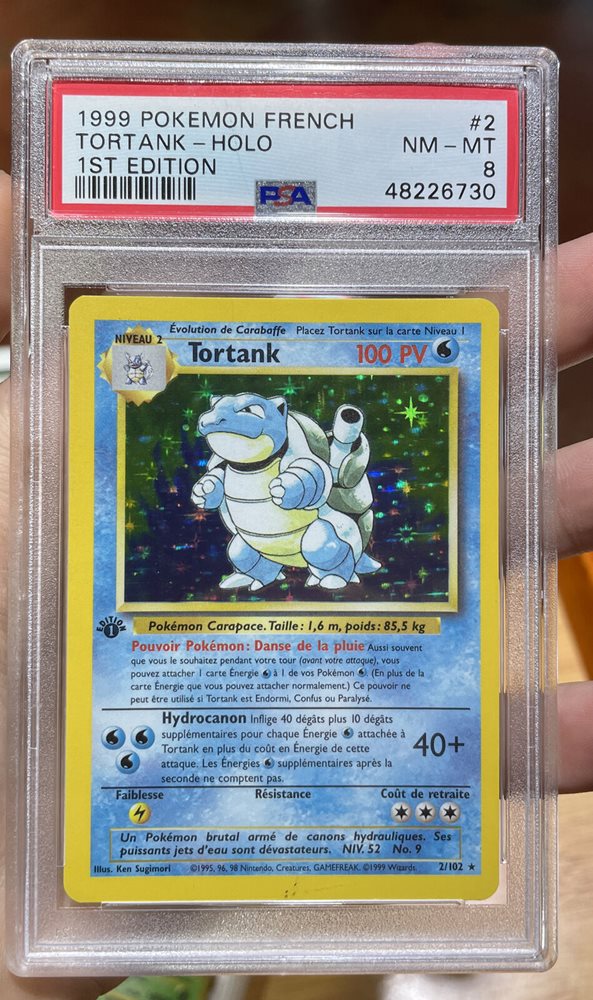 1999 POKEMON FRENCH #2
TORTANK – HOLO NM – MT
1ST EDITION 8
PSA 48226730
Évolution de Carabaffe Placez Tortank sur la carte Niveau 1
NIVEAU 2
Tortank 100 PV
EDITION 1
Pokémon Carapace. Taille: 1,6 m, poids: 85,5 kg
Pouvoir Pokémon: Danse de la pluie Aussi souvent
que vous le souhaitez pendant votre tour (avant votre attaque), vous
pouvez attacher 1 carte Énergie à 1 de vos Pokémon . (En plus de la
carte Énergie que vous pouvez attacher normalement.) Ce pouvoir ne
peut être utilisé si Tortank est Endormi, Confus ou Paralysé.
Hydrocanon Inflige 40 dégâts plus 10 dégâts
supplémentaires pour chaque Énergie attachée à
Tortank en plus du coût en Énergie de cette
attaque. Les Énergies supplémentaires après la
seconde ne comptent pas.
40+
Faiblesse Résistance Coût de retraite
Un Pokémon brutal armé de canons hydrauliques. Ses
puissants jets d'eau sont dévastateurs. NIV. 52 No. 9
Illus. Ken Sugimori ©1995, 96, 98 Nintendo, Creatures, GAMEFREAK. ©1999 Wizards. 2/102 ★